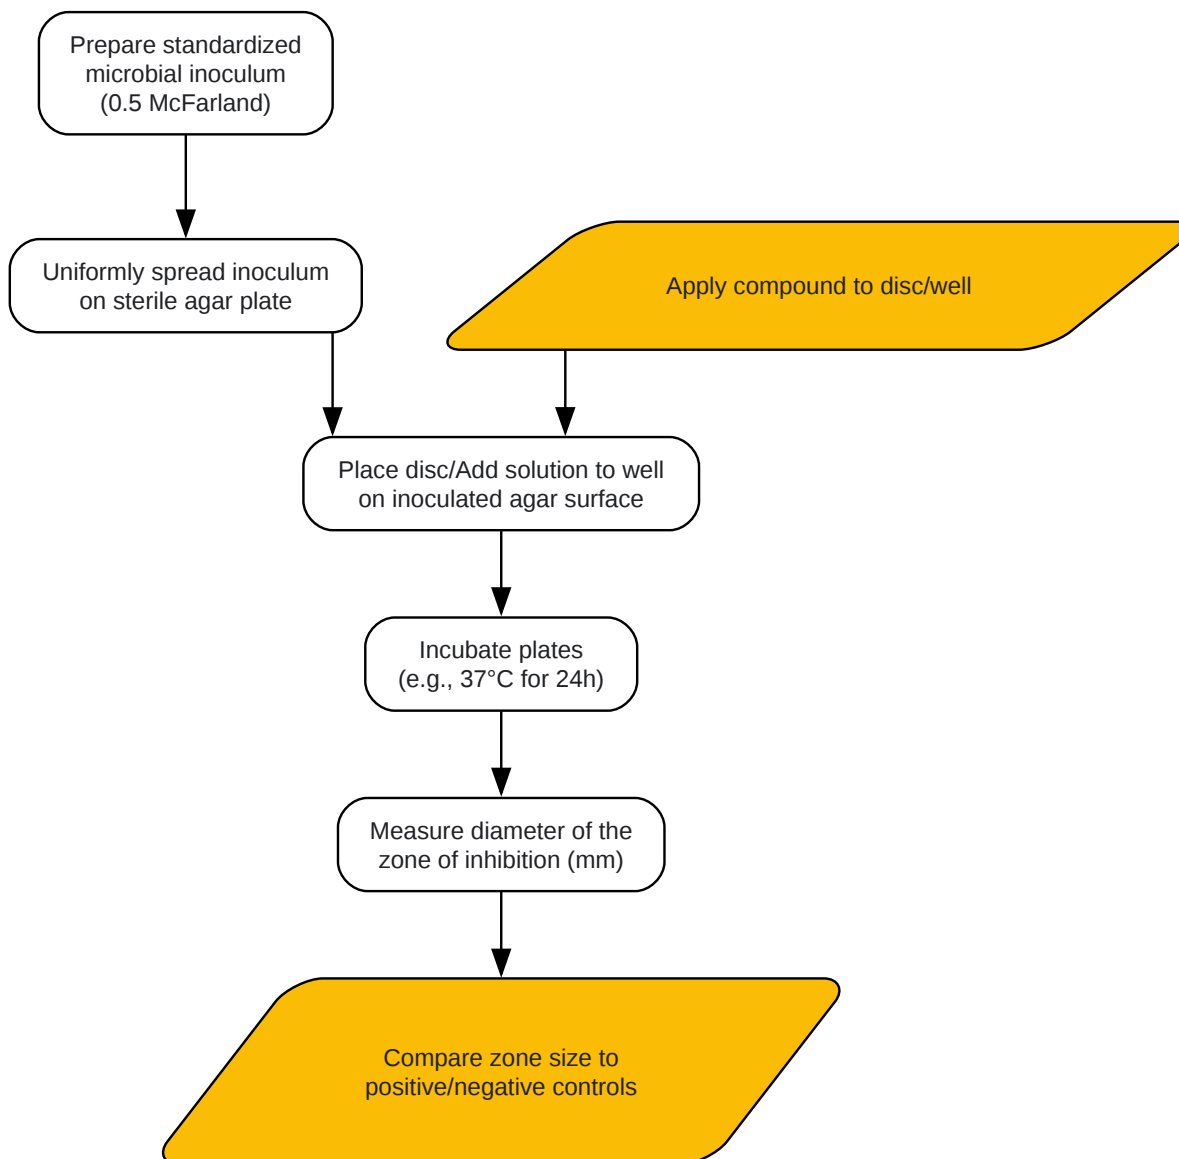 Prepare standardized
microbial inoculum
(0.5 McFarland)
Uniformly spread inoculum
on sterile agar plate
Apply compound to disc/well
Place disc/Add solution to well
on inoculated agar surface
Incubate plates
(e.g., 37°C for 24h)
Measure diameter of the
zone of inhibition (mm)
Compare zone size to
positive/negative controls